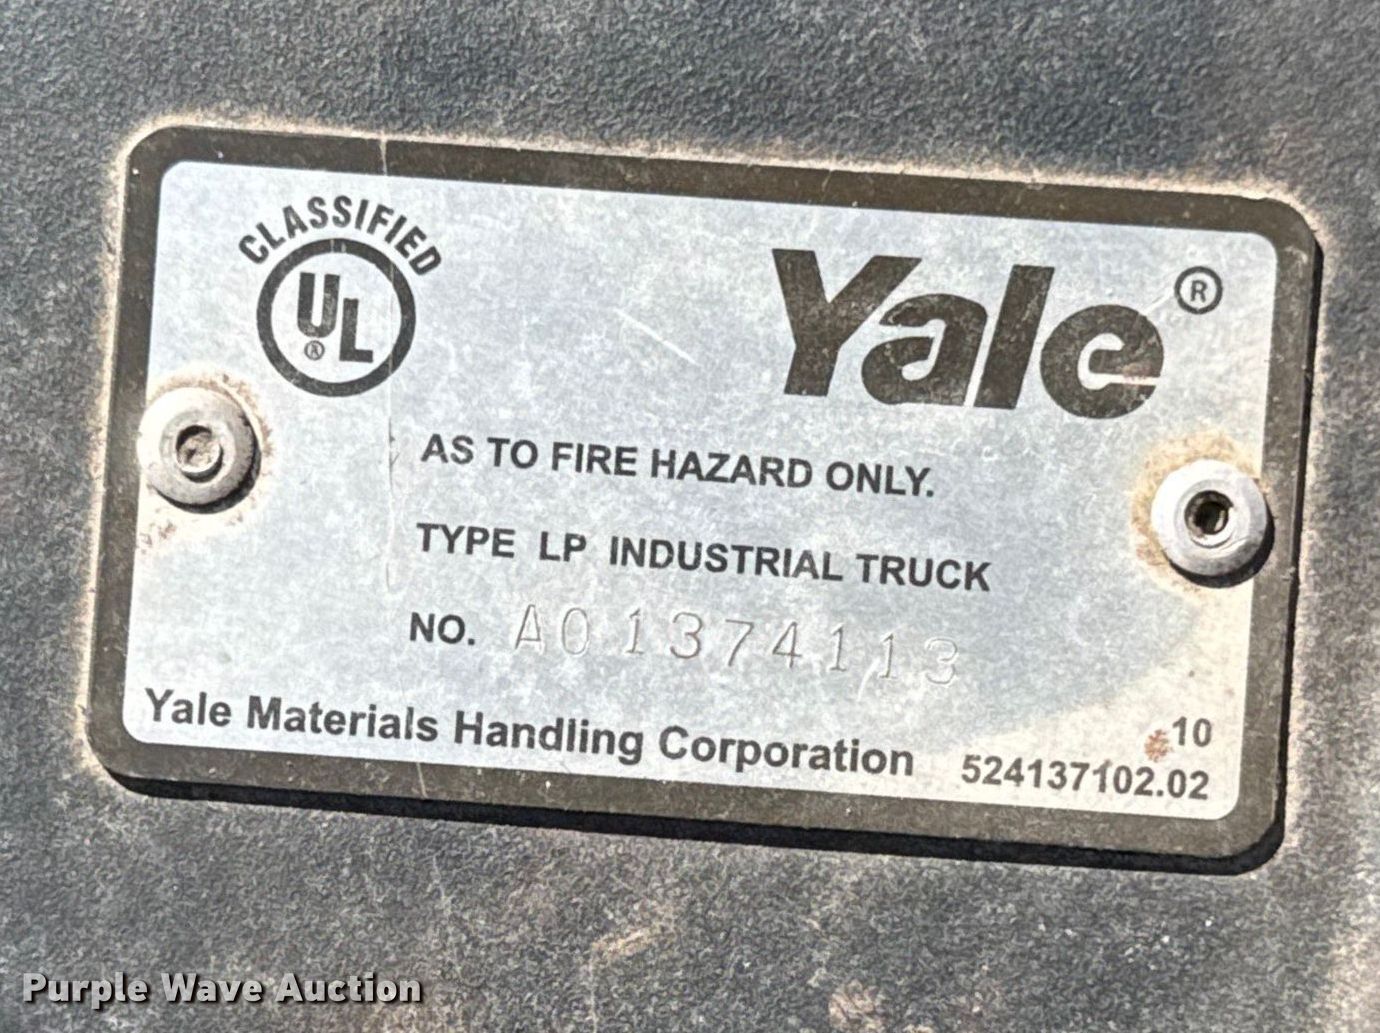 CLASSIFIED
UL®
Yale®
AS TO FIRE HAZARD ONLY.
TYPE LP INDUSTRIAL TRUCK
NO. A01374113
10
Yale Materials Handling Corporation 524137102.02
Purple Wave Auction